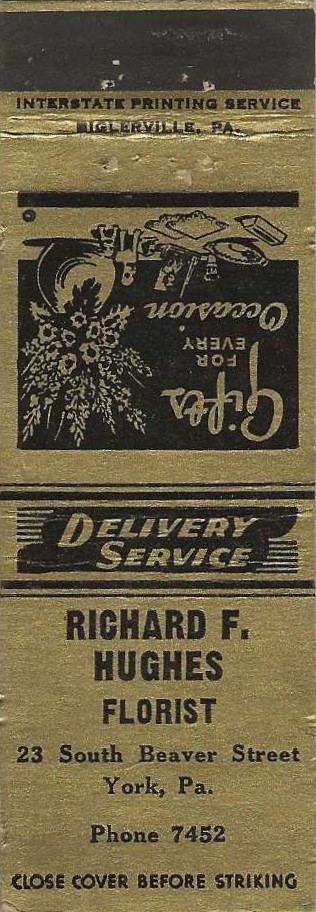 INTERSTATE PRINTING SERVICE
BIGLERVILLE, PA.
Gifts
FOR
EVERY
Occasion
DELIVERY
SERVICE
RICHARD F.
HUGHES
FLORIST
23 South Beaver Street
York, Pa.
Phone 7452
CLOSE COVER BEFORE STRIKING